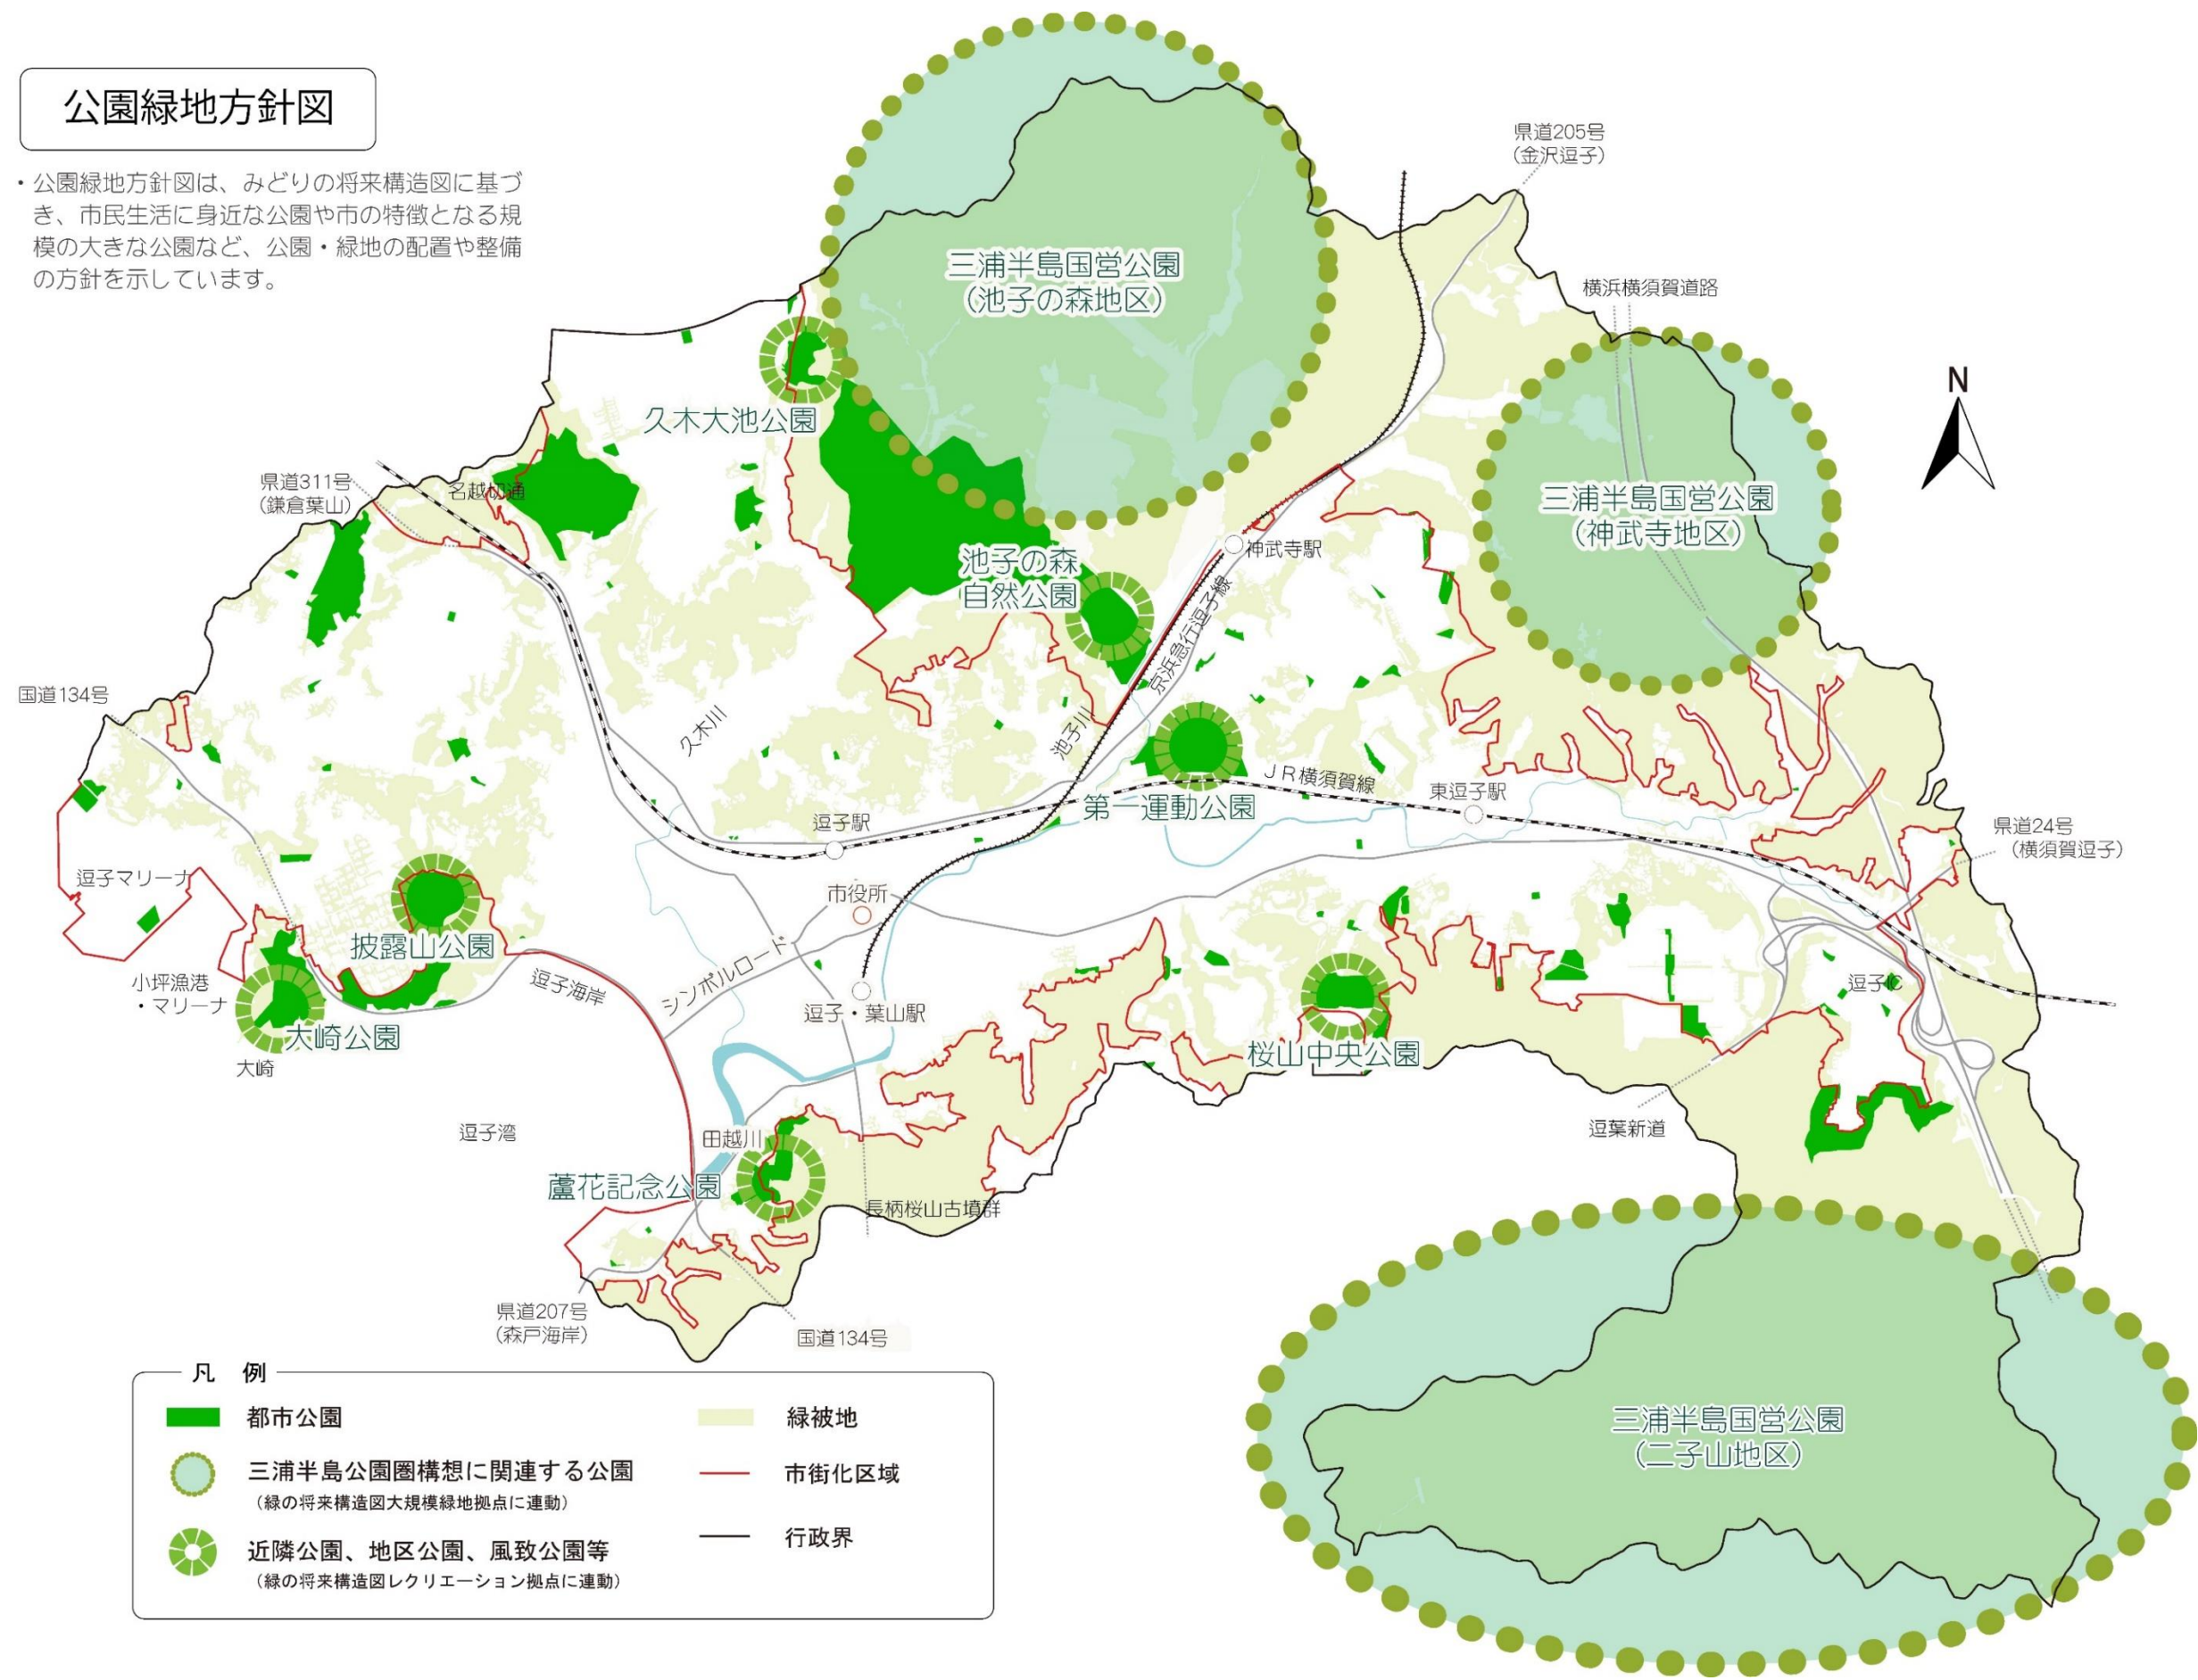 公園緑地方針図
・公園緑地方針図は、みどりの将来構造図に基づ
き、市民生活に身近な公園や市の特徴となる規
模の大きな公園など、公園・緑地の配置や整備
の方針を示しています。
県道205号
(金沢逗子)
三浦半島国営公園
(池子の森地区)
横浜横須賀道路
N
久木大池公園
県道311号
(鎌倉葉山)
名越切通
三浦半島国営公園
(神武寺地区)
神武寺駅
池子の森
自然公園
京浜急行逗子線
国道134号
久木川
池子川
JR横須賀線
東逗子駅
第一運動公園
逗子駅
県道24号
(横須賀逗子)
逗子マリーナ
市役所
披露山公園
シンボルロード
小坪漁港
・マリーナ
逗子海岸
逗子IC
逗子・葉山駅
大崎公園
桜山中央公園
大崎
逗子湾
田越川
逗葉新道
蘆花記念公園
長柄桜山古墳群
県道207号
(森戸海岸)
国道134号
三浦半島国営公園
(二子山地区)
凡 例
都市公園
緑被地
三浦半島公園圏構想に関連する公園
(緑の将来構造図大規模緑地拠点に連動)
市街化区域
近隣公園、地区公園、風致公園等
(緑の将来構造図レクリエーション拠点に連動)
行政界